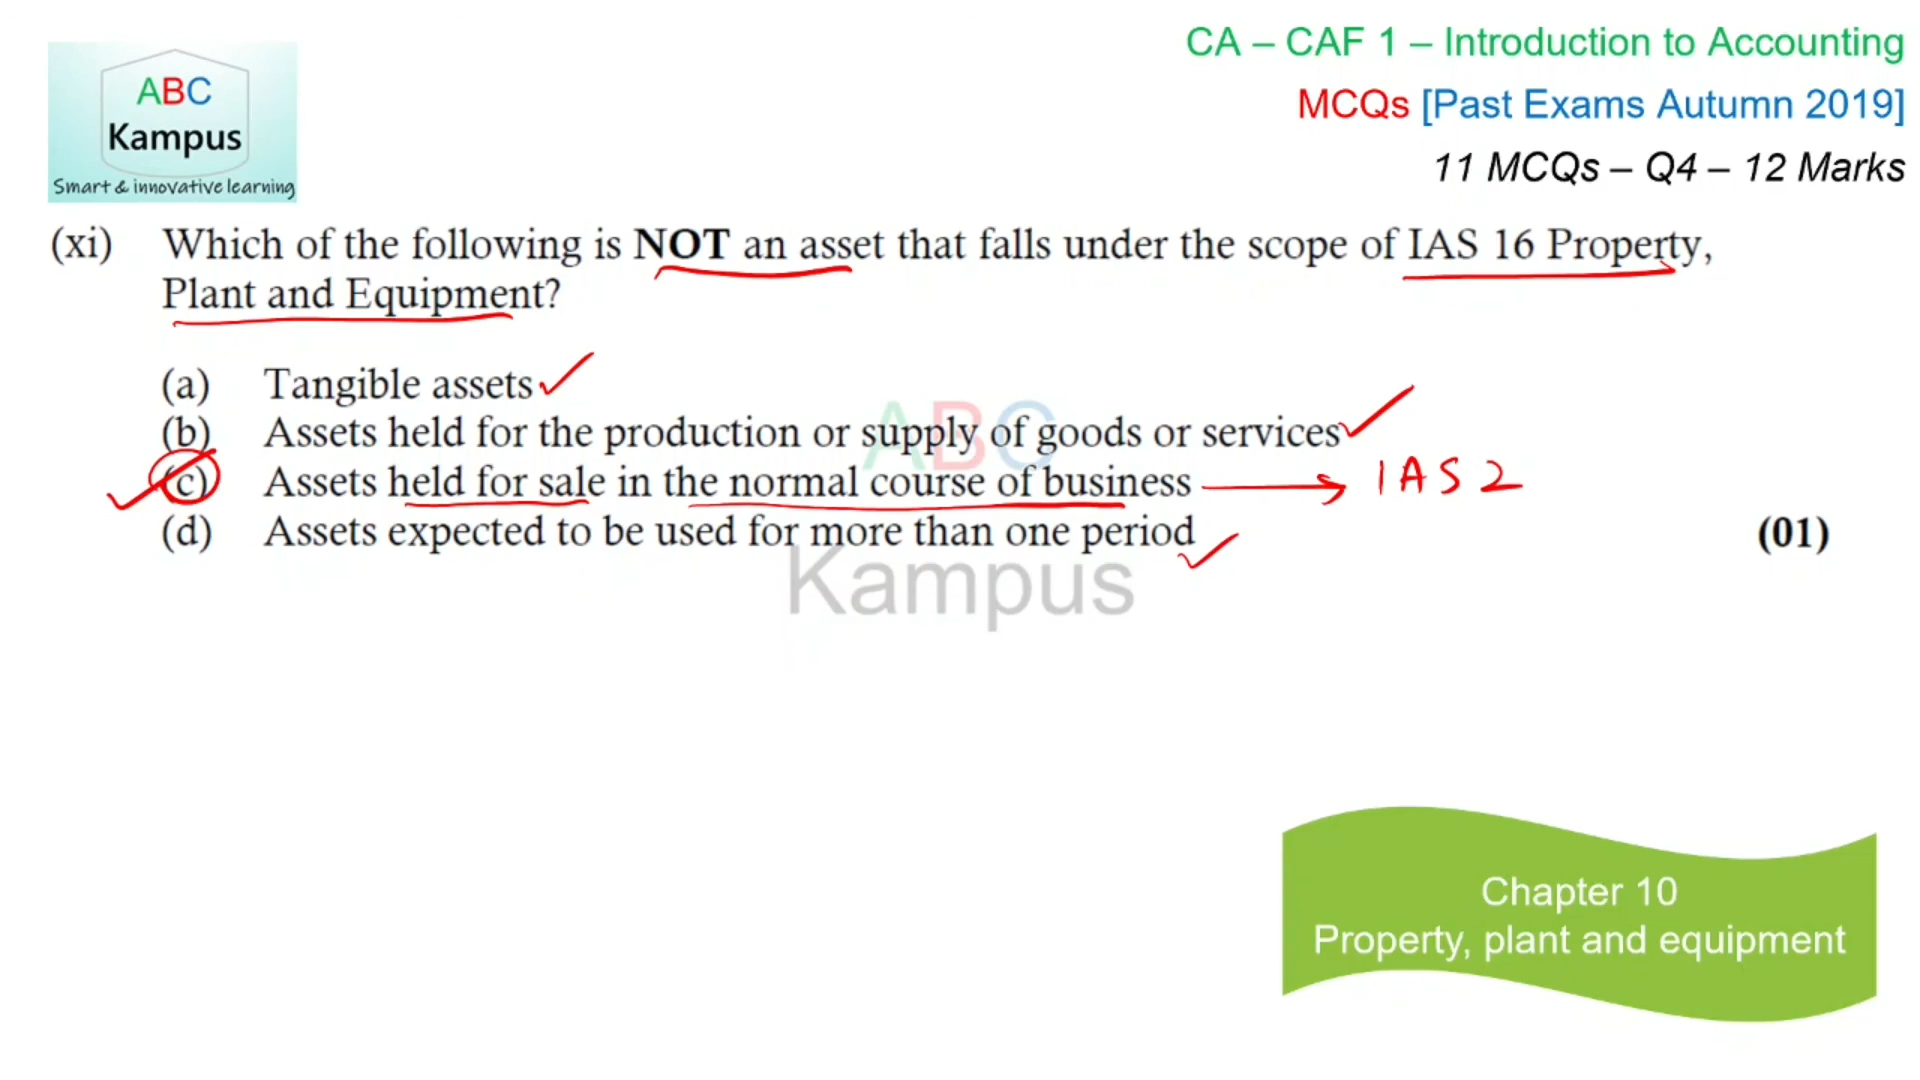 ABC
Kampus
Smart & innovative learning
CA – CAF 1 – Introduction to Accounting
MCQs [Past Exams Autumn 2019]
11 MCQs – Q4 – 12 Marks
(xi) Which of the following is NOT an asset that falls under the scope of IAS 16 Property,
Plant and Equipment?
(a) Tangible assets
(b) Assets held for the production or supply of goods or services
(c) Assets held for sale in the normal course of business → IAS 2
(d) Assets expected to be used for more than one period (01)
ABC
Kampus
Chapter 10
Property, plant and equipment